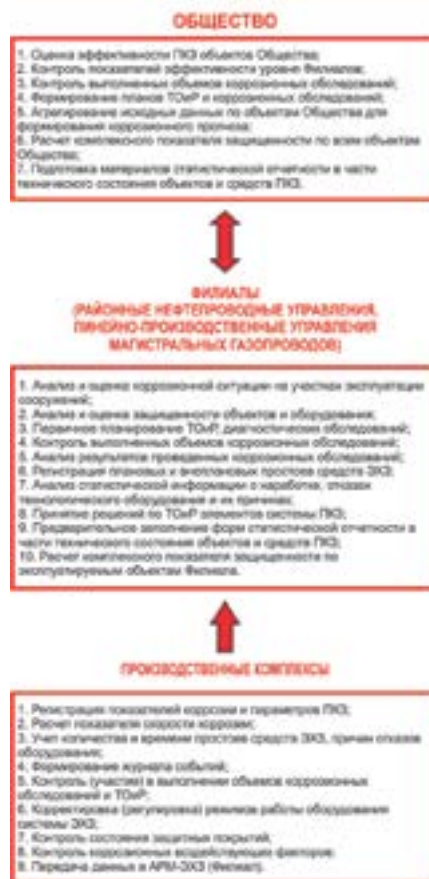 ОБЩЕСТВО
1. Оценка эффективности ПКЗ объектов Общества;
2. Контроль показателей эффективности уровня Филиалов;
3. Контроль выполненных объемов коррозионных обследований;
4. Формирование планов ТОиР и коррозионных обследований;
5. Агрегирование исходных данных по объектам Общества для
формирования коррозионного прогноза;
6. Расчет комплексного показателя защищенности по всем объектам
Общества;
7. Подготовка материалов статистической отчетности в части
технического состояния объектов и средств ПКЗ.
ФИЛИАЛЫ
(РАЙОННЫЕ НЕФТЕПРОВОДНЫЕ УПРАВЛЕНИЯ,
ЛИНЕЙНО-ПРОИЗВОДСТВЕННЫЕ УПРАВЛЕНИЯ
МАГИСТРАЛЬНЫХ ГАЗОПРОВОДОВ)
1. Анализ и оценка коррозионной ситуации на участках эксплуатации
сооружений;
2. Анализ и оценка защищенности объектов и оборудования;
3. Первичное планирование ТОиР, диагностических обследований;
4. Контроль выполненных объемов коррозионных обследований;
5. Анализ результатов проведенных коррозионных обследований;
6. Регистрация плановых и внеплановых простоев средств ЭХЗ;
7. Анализ статистической информации о наработке, отказах
технологического оборудования и их причинах;
8. Принятие решений по ТОиР элементов системы ПКЗ;
9. Предварительное заполнение форм статистической отчетности в
части технического состояния объектов и средств ПКЗ;
10. Расчет комплексного показателя защищенности по
эксплуатируемым объектам Филиала.
ПРОИЗВОДСТВЕННЫЕ КОМПЛЕКСЫ
1. Регистрация показателей коррозии и параметров ПКЗ;
2. Расчет показателя скорости коррозии;
3. Учет количества и времени простоев средств ЭХЗ, причин отказов
оборудования;
4. Формирование журнала событий;
5. Контроль (участие) в выполнении объемов коррозионных
обследований и ТОиР;
6. Корректировка (регулировка) режимов работы оборудования
системы ЭХЗ;
7. Контроль состояния защитных покрытий;
8. Контроль коррозионных воздействующих факторов;
9. Передача данных в АРМ-ЭХЗ (Филиал).